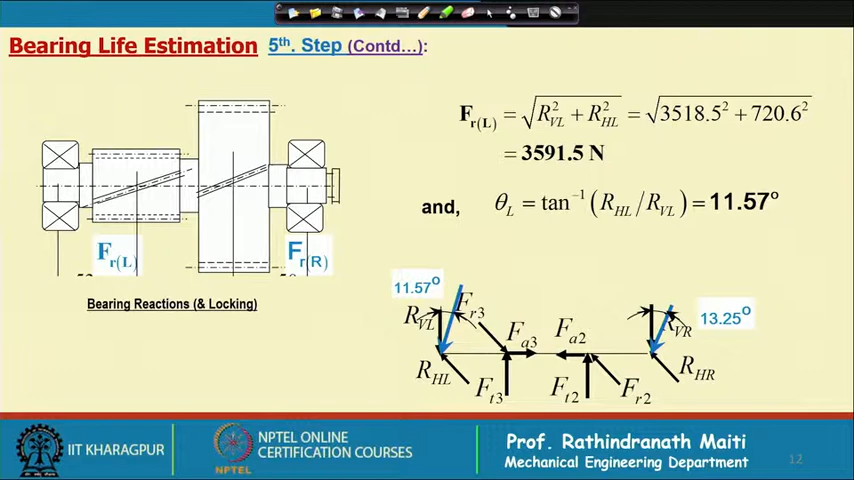 Bearing Life Estimation 5th. Step (Contd…):
F_r(L) = √(R²_VL + R²_HL) = √(3518.5² + 720.6²)
= 3591.5 N
and, θ_L = tan⁻¹ (R_HL / R_VL) = 11.57°
F_r(L) F_r(R)
Bearing Reactions (& Locking)
11.57°
F_r3
R_VL
F_a3 F_a2
R_VR
13.25°
R_HL
F_t3
F_t2
F_r2
R_HR
IIT KHARAGPUR
NPTEL
NPTEL ONLINE
CERTIFICATION COURSES
Prof. Rathindranath Maiti
Mechanical Engineering Department
12